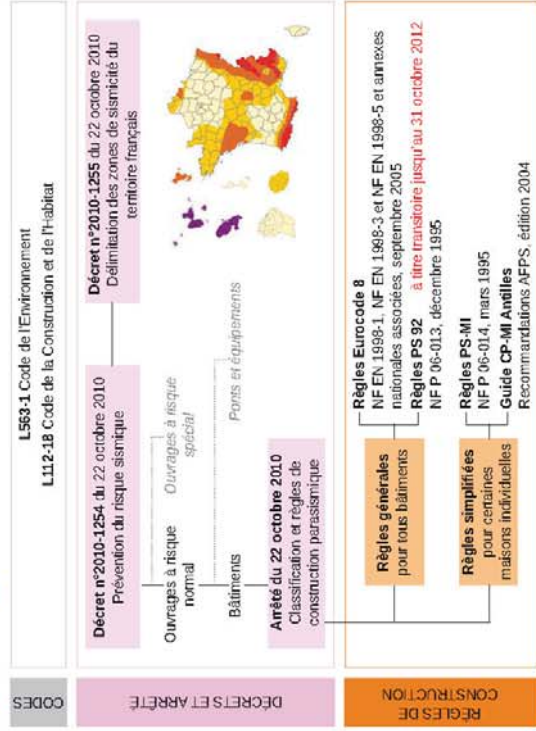 CODES
L563-1 Code de l'Environnement
L112-18 Code de la Construction et de l'Habitat
DÉCRETS ET ARRÊTÉ
Décret n°2010-1254 du 22 octobre 2010
Prévention du risque sismique
Décret n°2010-1255 du 22 octobre 2010
Délimitation des zones de sismicité du
territoire français
Ouvrages à risque
normal
Ouvrages à risque
spécial
Bâtiments
Ponts et équipements
Arrêté du 22 octobre 2010
Classification et règles de
construction parasismique
RÈGLES DE
CONSTRUCTION
Règles générales
pour tous bâtiments
Règles Eurocode 8
NF EN 1998-1, NF EN 1998-3 et NF EN 1998-5 et annexes
nationales associées, septembre 2005
Règles PS 92 à titre transitoire jusqu'au 31 octobre 2012
NF P 06-013, décembre 1995
Règles simplifiées
pour certaines
maisons individuelles
Règles PS-MI
NF P 06-014, mars 1995
Guide CP-MI Antilles
Recommandations AFPS, édition 2004